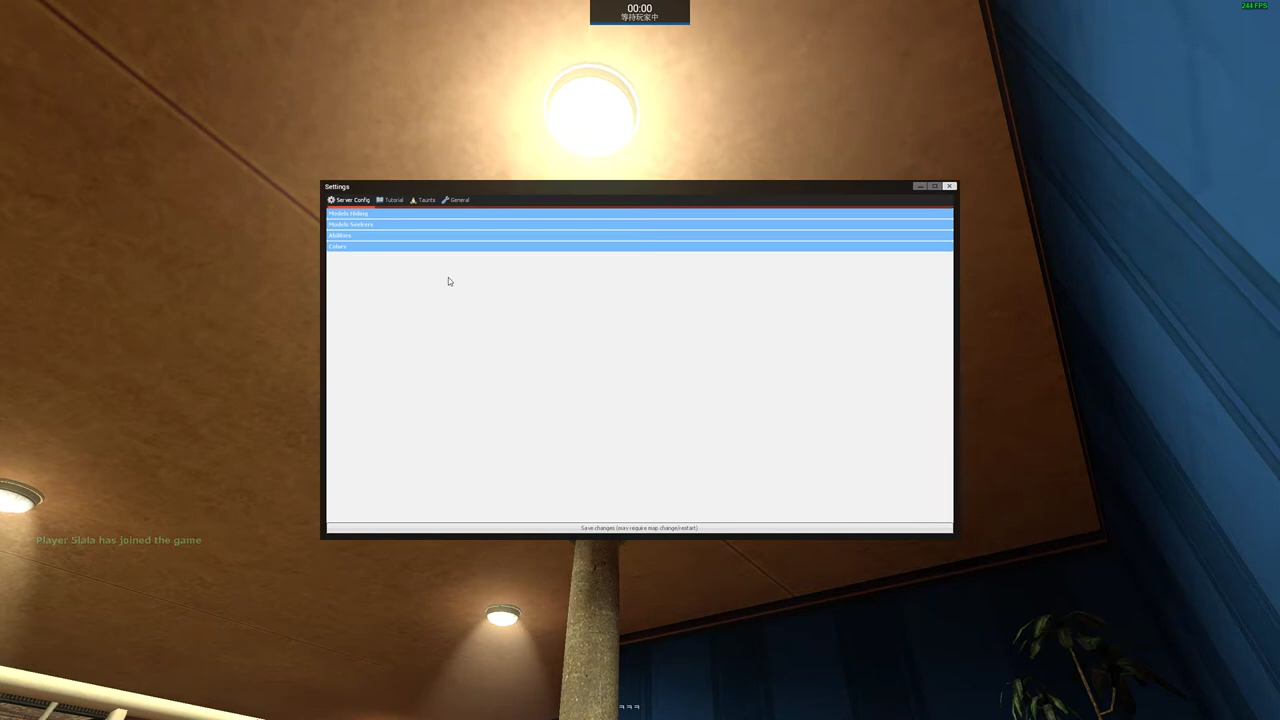 00:00
等待玩家中
244 FPS
Settings
Server Config
Tutorial
Taunts
General
Models Hiding
Models Seekers
Abilities
Colors
Save changes (may require map change/restart)
Player Slala has joined the game